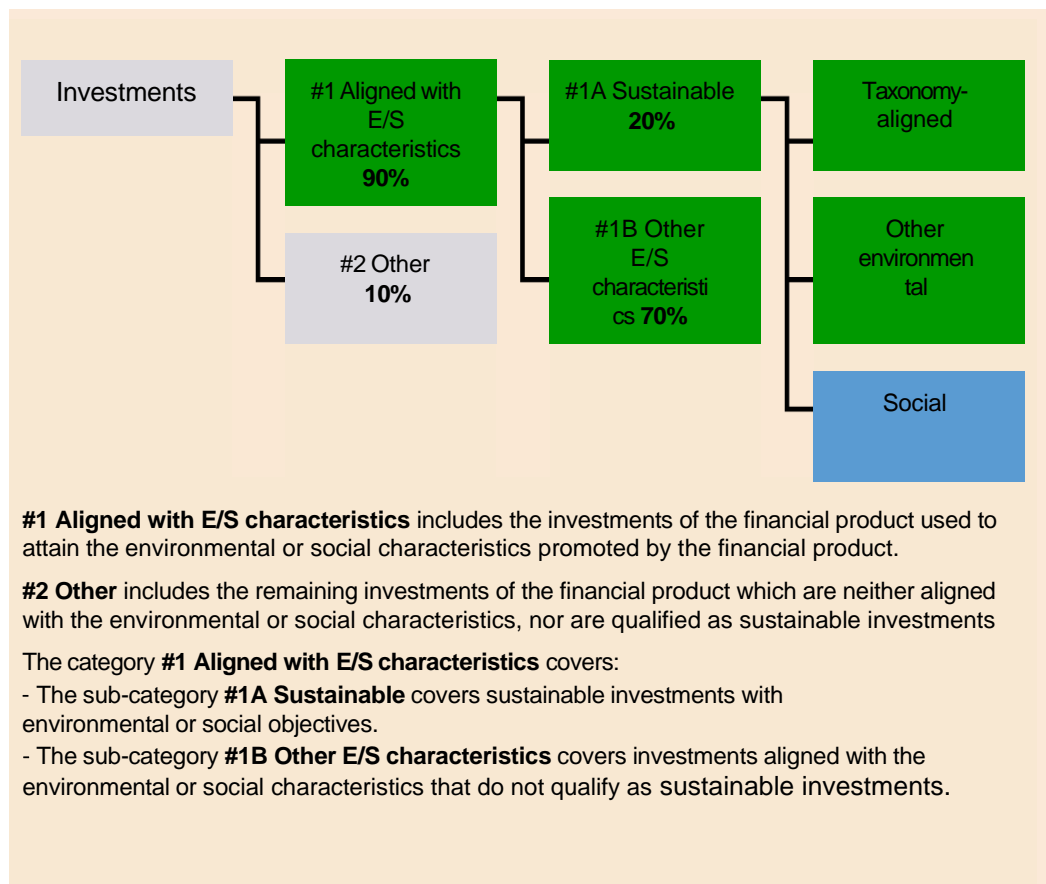 Investments
#1 Aligned with
E/S
characteristics
90%
#2 Other
10%
#1A Sustainable
20%
#1B Other
E/S
characteristi
cs 70%
Taxonomy-
aligned
Other
environmen
tal
Social
#1 Aligned with E/S characteristics includes the investments of the financial product used to
attain the environmental or social characteristics promoted by the financial product.
#2 Other includes the remaining investments of the financial product which are neither aligned
with the environmental or social characteristics, nor are qualified as sustainable investments
The category #1 Aligned with E/S characteristics covers:
- The sub-category #1A Sustainable covers sustainable investments with
environmental or social objectives.
- The sub-category #1B Other E/S characteristics covers investments aligned with the
environmental or social characteristics that do not qualify as sustainable investments.